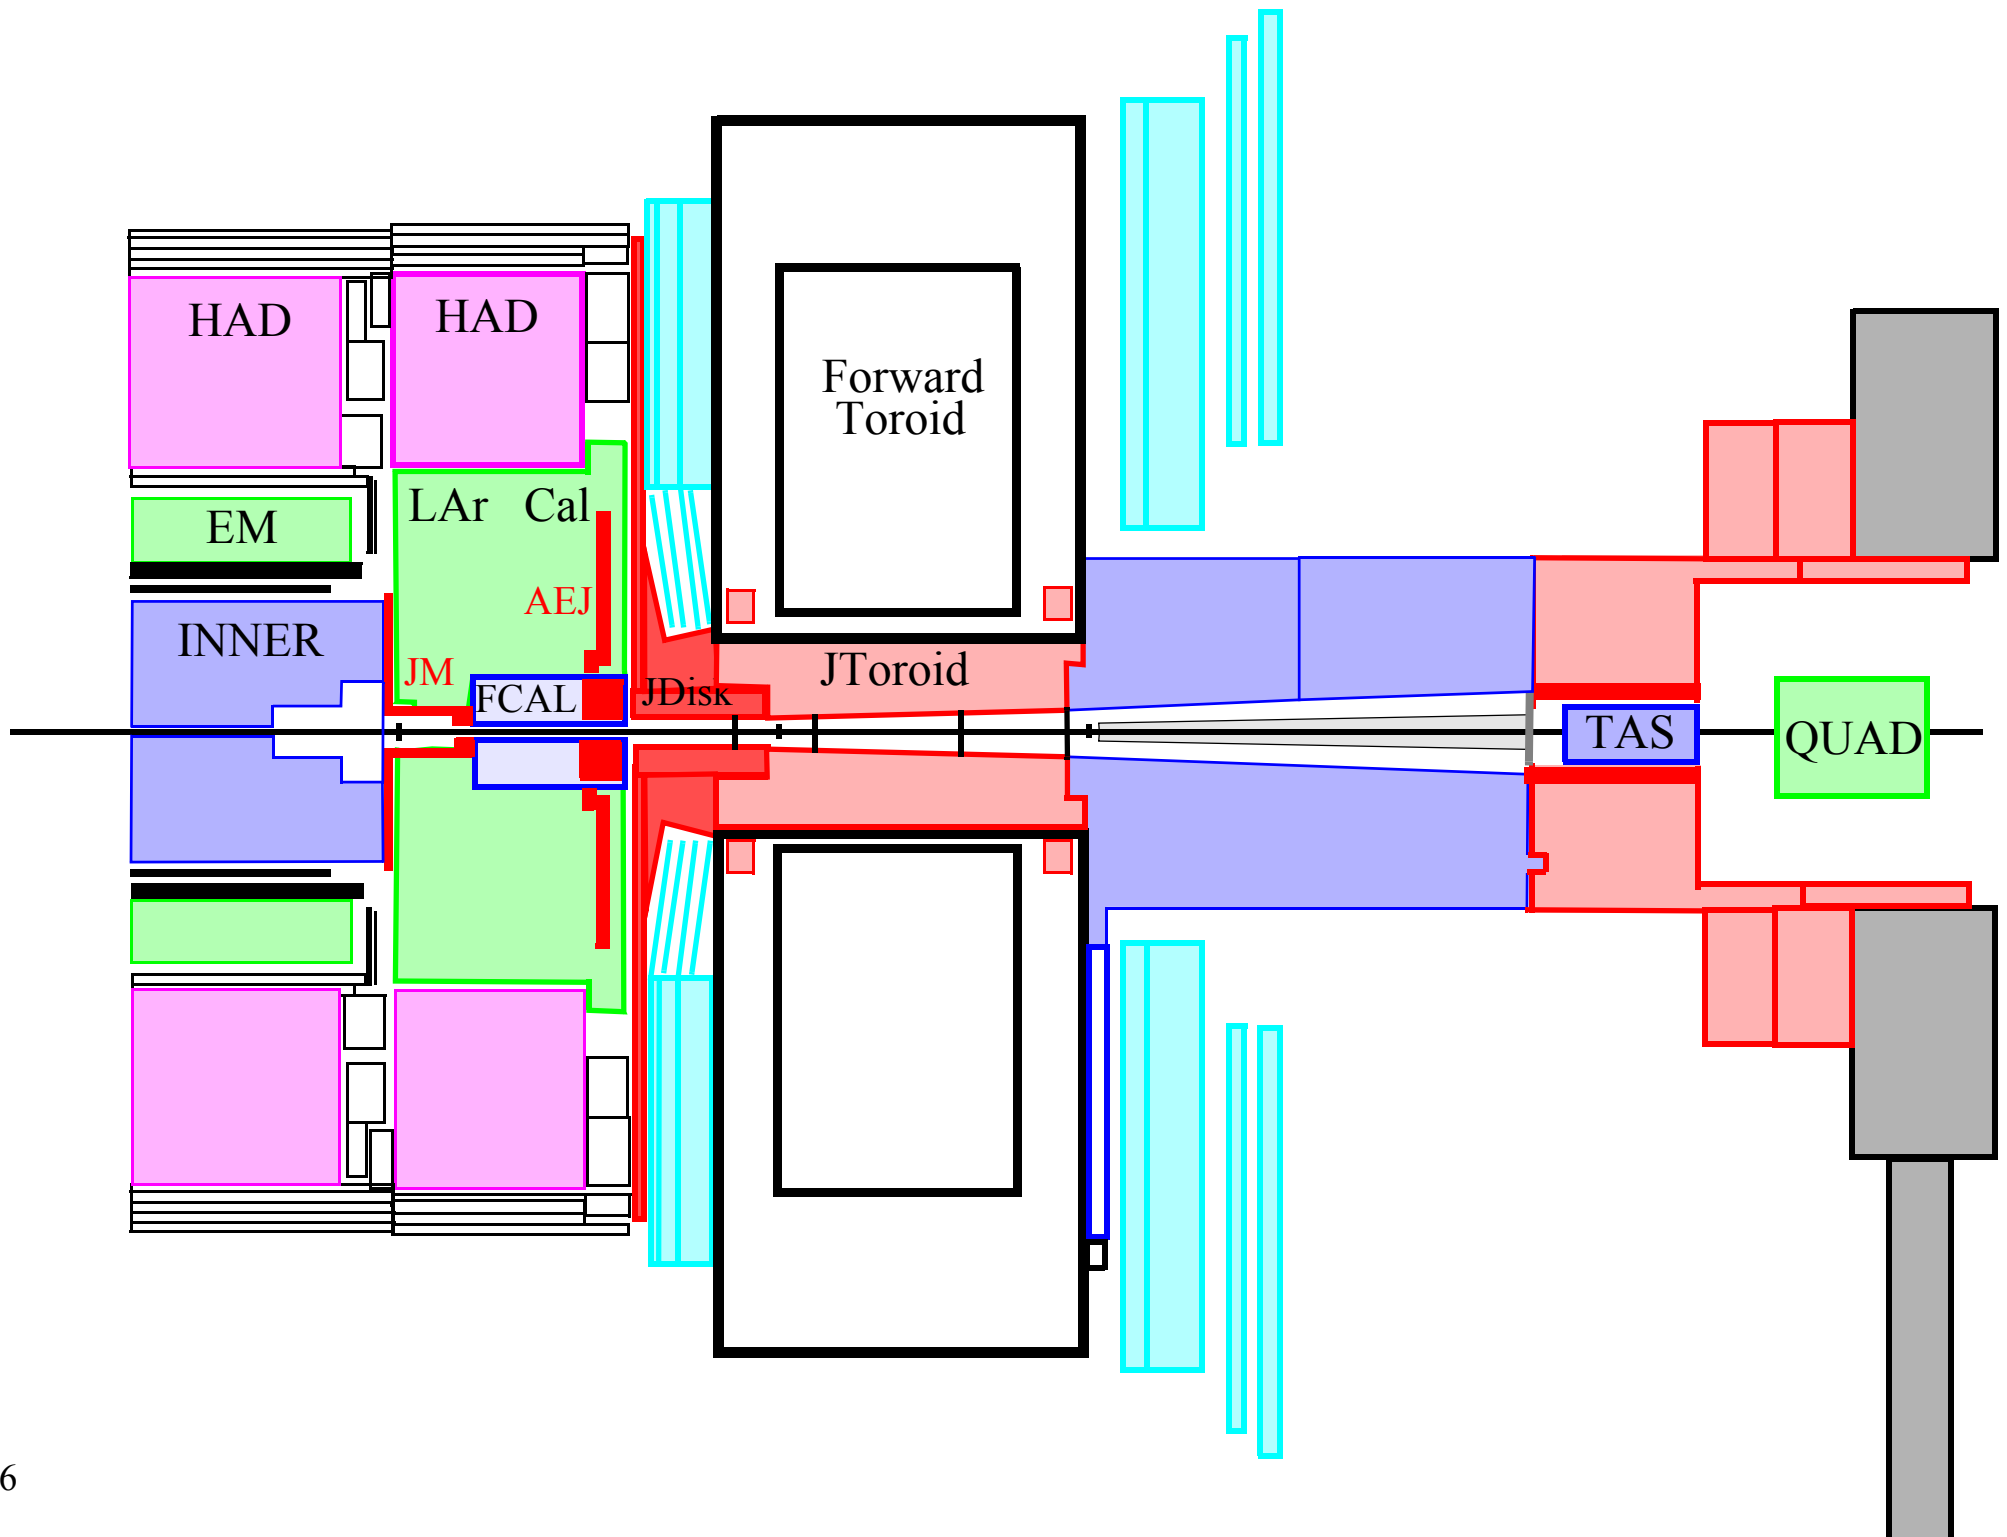 HAD HAD
Forward
Toroid
LAr Cal
EM
AEJ
INNER
JM
JToroid
FCAL
JDisk
TAS
QUAD
6